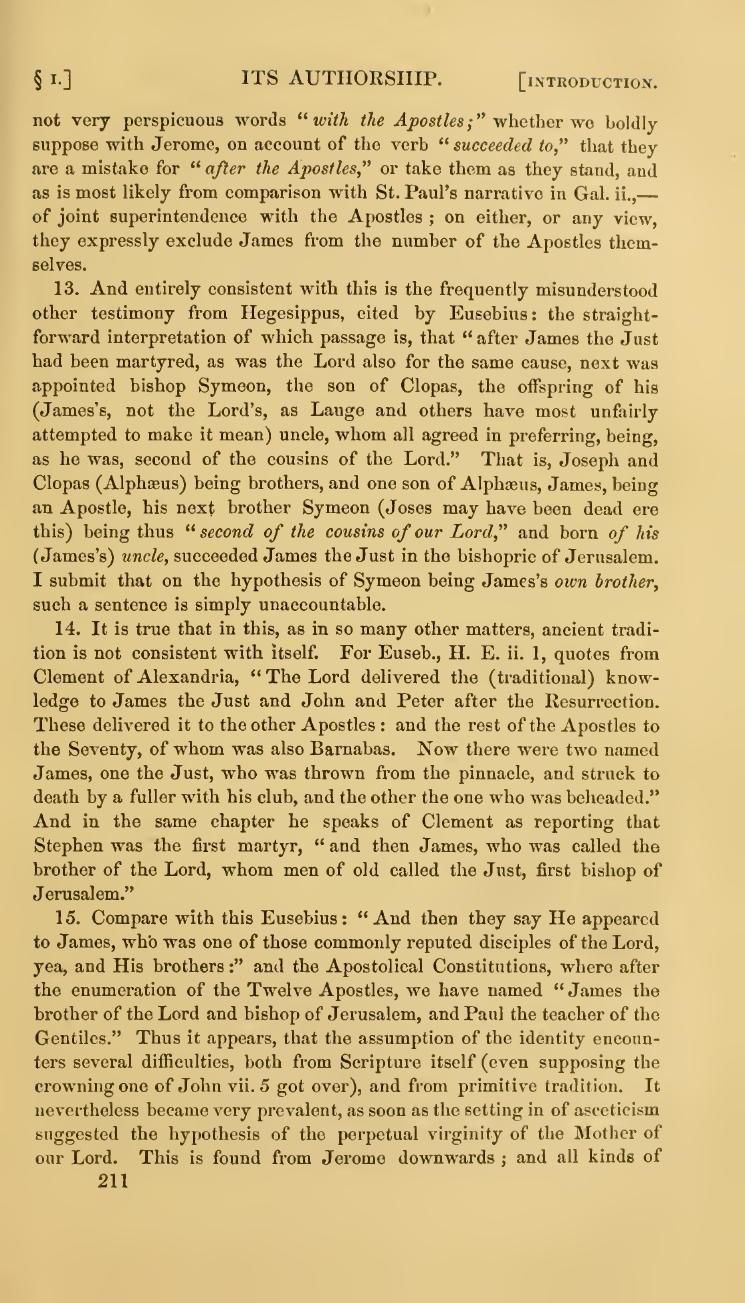 § I.] ITS AUTHORSHIP. [INTRODUCTION.
not very perspicuous words “with the Apostles;” whether we boldly
suppose with Jerome, on account of the verb “succeeded to,” that they
are a mistake for “after the Apostles,” or take them as they stand, and
as is most likely from comparison with St. Paul's narrative in Gal. ii.,—
of joint superintendence with the Apostles ; on either, or any view,
they expressly exclude James from the number of the Apostles them-
selves.
13. And entirely consistent with this is the frequently misunderstood
other testimony from Hegesippus, cited by Eusebius: the straight-
forward interpretation of which passage is, that “after James the Just
had been martyred, as was the Lord also for the same cause, next was
appointed bishop Symeon, the son of Clopas, the offspring of his
(James's, not the Lord's, as Lange and others have most unfairly
attempted to make it mean) uncle, whom all agreed in preferring, being,
as he was, second of the cousins of the Lord.” That is, Joseph and
Clopas (Alphæus) being brothers, and one son of Alphæus, James, being
an Apostle, his next brother Symeon (Joses may have been dead ere
this) being thus “second of the cousins of our Lord,” and born of his
(James's) uncle, succeeded James the Just in the bishopric of Jerusalem.
I submit that on the hypothesis of Symeon being James's own brother,
such a sentence is simply unaccountable.
14. It is true that in this, as in so many other matters, ancient tradi-
tion is not consistent with itself. For Euseb., H. E. ii. 1, quotes from
Clement of Alexandria, “The Lord delivered the (traditional) know-
ledge to James the Just and John and Peter after the Resurrection.
These delivered it to the other Apostles : and the rest of the Apostles to
the Seventy, of whom was also Barnabas. Now there were two named
James, one the Just, who was thrown from the pinnacle, and struck to
death by a fuller with his club, and the other the one who was beheaded.”
And in the same chapter he speaks of Clement as reporting that
Stephen was the first martyr, “and then James, who was called the
brother of the Lord, whom men of old called the Just, first bishop of
Jerusalem.”
15. Compare with this Eusebius: “And then they say He appeared
to James, who was one of those commonly reputed disciples of the Lord,
yea, and His brothers :” and the Apostolical Constitutions, where after
the enumeration of the Twelve Apostles, we have named “James the
brother of the Lord and bishop of Jerusalem, and Paul the teacher of the
Gentiles.” Thus it appears, that the assumption of the identity encoun-
ters several difficulties, both from Scripture itself (even supposing the
crowning one of John vii. 5 got over), and from primitive tradition. It
nevertheless became very prevalent, as soon as the setting in of asceticism
suggested the hypothesis of the perpetual virginity of the Mother of
our Lord. This is found from Jerome downwards ; and all kinds of
211